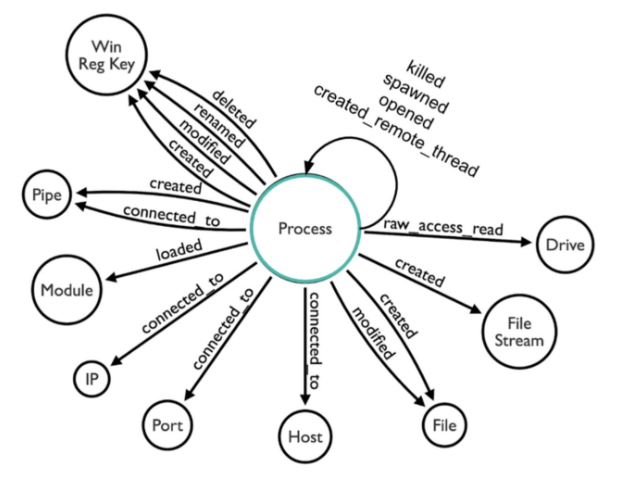 Win
Reg Key
deleted
renamed
modified
created
killed
spawned
opened
created_remote_thread
Pipe
created
connected_to
Process
raw_access_read
Drive
loaded
Module
created
File
Stream
connected_to
IP
connected_to
Port
connected_to
Host
created
modified
File